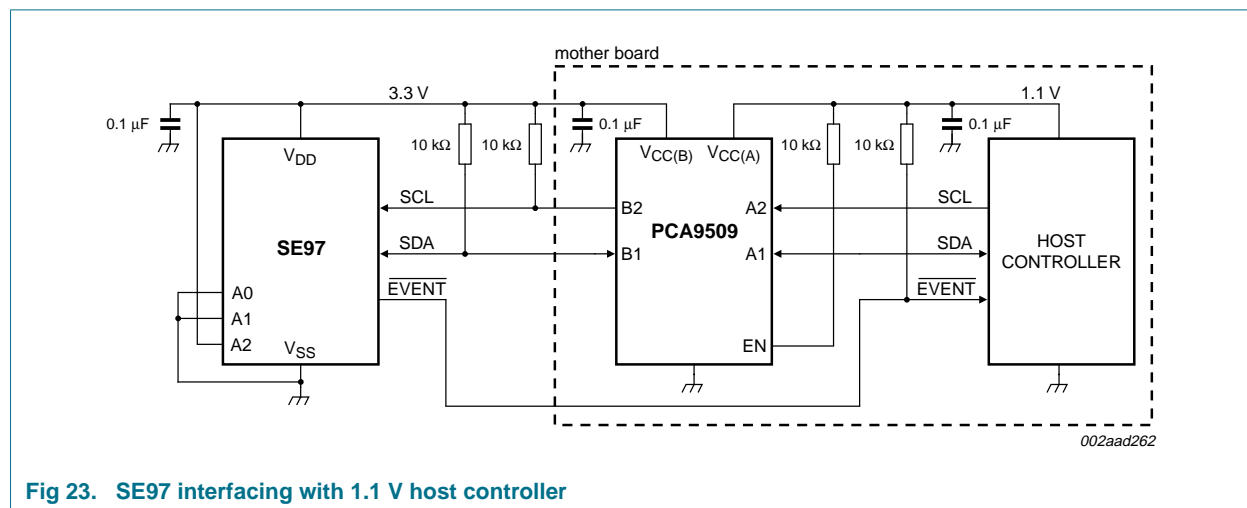 mother board
3.3 V
1.1 V
0.1 μF
10 kΩ
10 kΩ
0.1 μF
10 kΩ
10 kΩ
0.1 μF
VDD
VCC(B)
VCC(A)
SCL
B2
A2
SCL
SE97
PCA9509
SDA
B1
A1
SDA
HOST
CONTROLLER
EVENT
EVENT
A0
A1
A2
VSS
EN
002aad262
Fig 23. SE97 interfacing with 1.1 V host controller